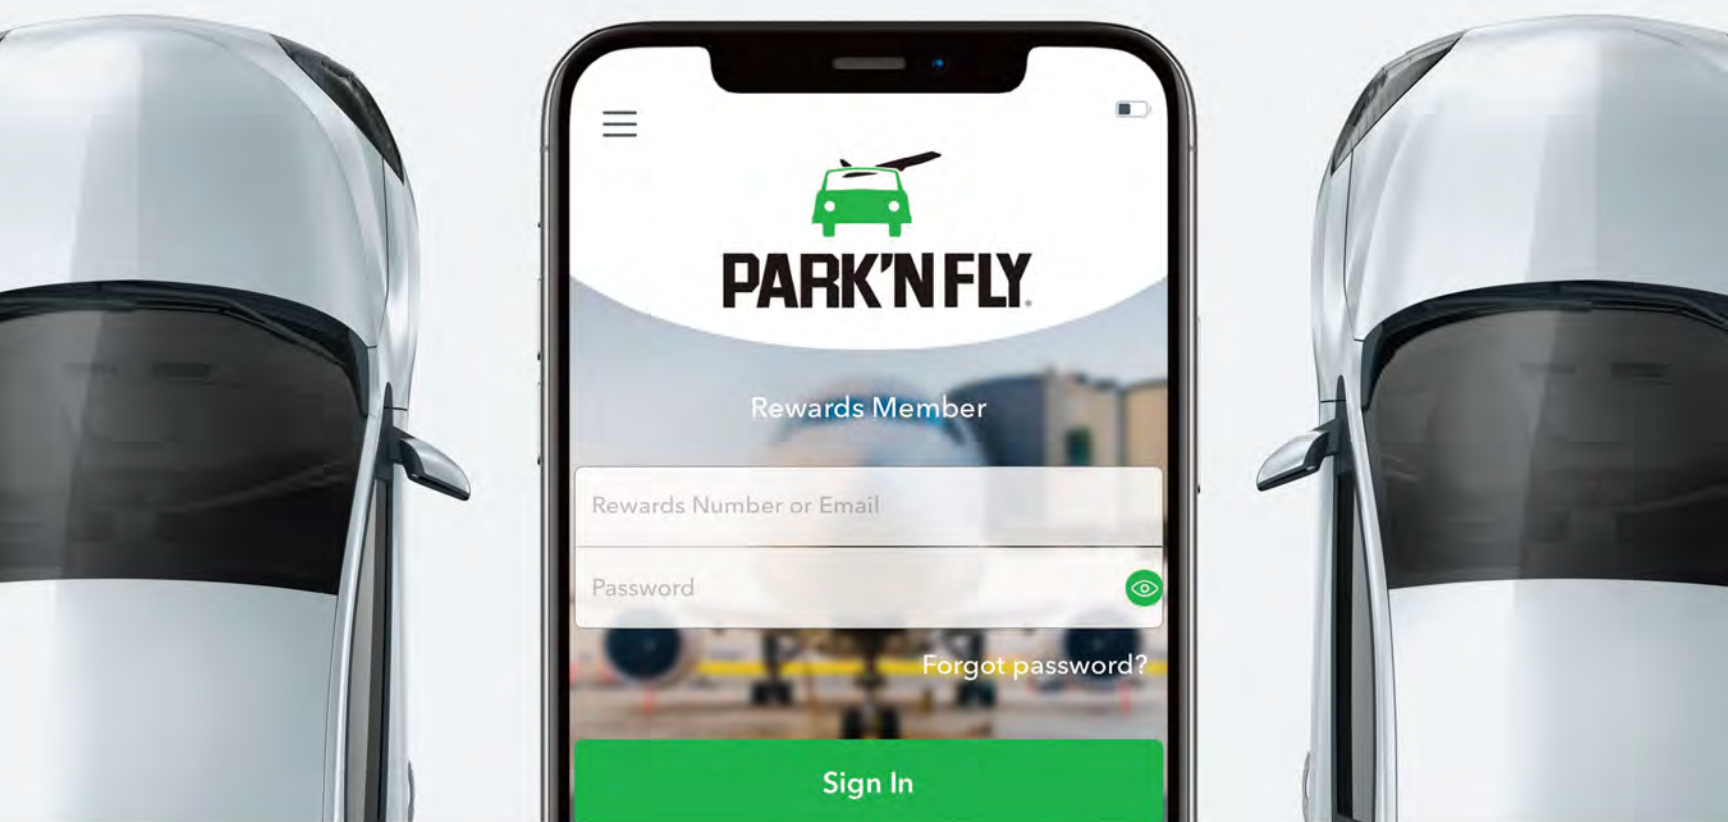 PARK'N FLY®
Rewards Member
Rewards Number or Email
Password
Forgot password?
Sign In